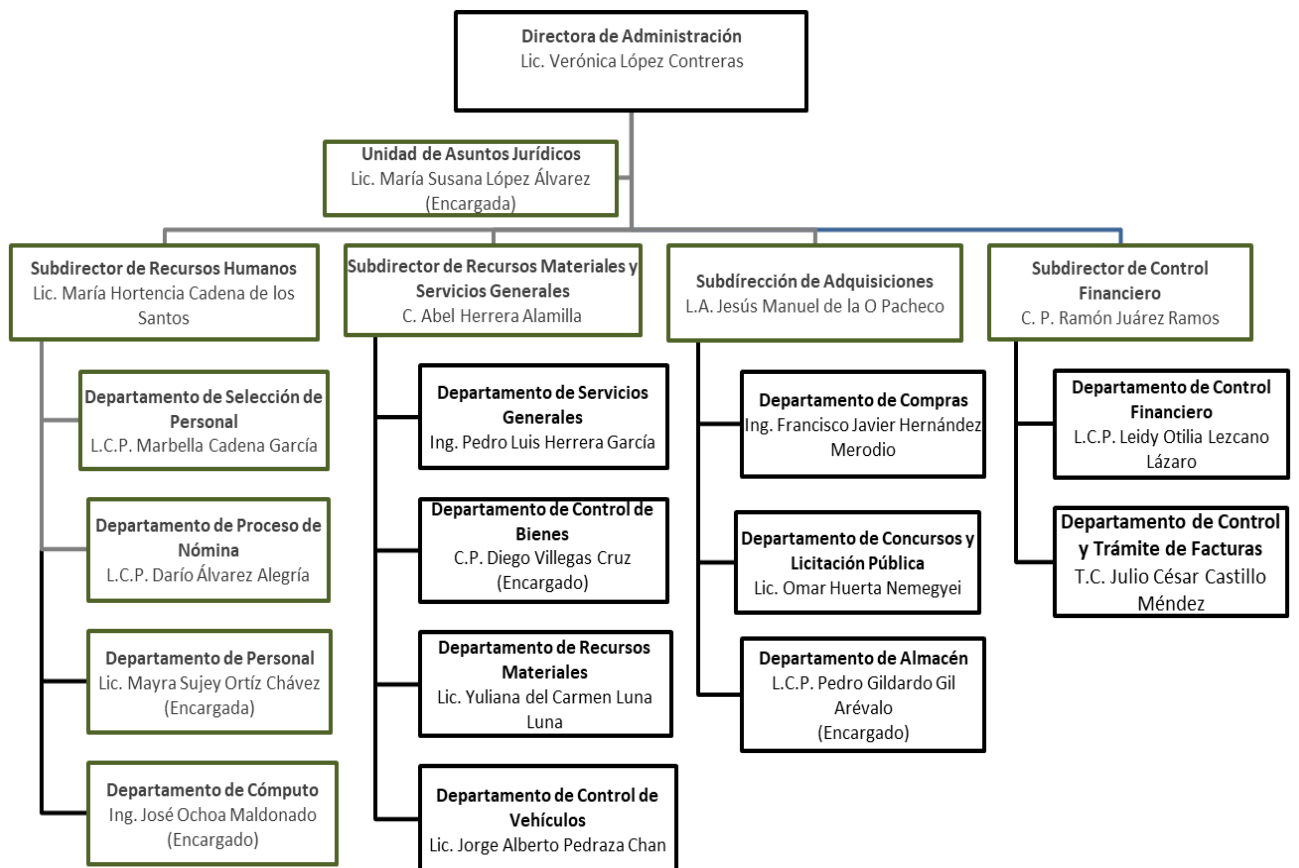 Directora de Administración
Lic. Verónica López Contreras
Unidad de Asuntos Jurídicos
Lic. María Susana López Álvarez
(Encargada)
Subdirector de Recursos Humanos
Lic. María Hortencia Cadena de los
Santos
Subdirector de Recursos Materiales y
Servicios Generales
C. Abel Herrera Alamilla
Subdírección de Adquisiciones
L.A. Jesús Manuel de la O Pacheco
Subdirector de Control
Financiero
C. P. Ramón Juárez Ramos
Departamento de Selección de
Personal
L.C.P. Marbella Cadena García
Departamento de Proceso de
Nómina
L.C.P. Darío Álvarez Alegría
Departamento de Personal
Lic. Mayra Sujey Ortíz Chávez
(Encargada)
Departamento de Cómputo
Ing. José Ochoa Maldonado
(Encargado)
Departamento de Servicios
Generales
Ing. Pedro Luis Herrera García
Departamento de Control de
Bienes
C.P. Diego Villegas Cruz
(Encargado)
Departamento de Recursos
Materiales
Lic. Yuliana del Carmen Luna
Luna
Departamento de Control de
Vehículos
Lic. Jorge Alberto Pedraza Chan
Departamento de Compras
Ing. Francisco Javier Hernández
Merodio
Departamento de Concursos y
Licitación Pública
Lic. Omar Huerta Nemegyei
Departamento de Almacén
L.C.P. Pedro Gildardo Gil
Arévalo
(Encargado)
Departamento de Control
Financiero
L.C.P. Leidy Otilia Lezcano
Lázaro
Departamento de Control
y Trámite de Facturas
T.C. Julio César Castillo
Méndez